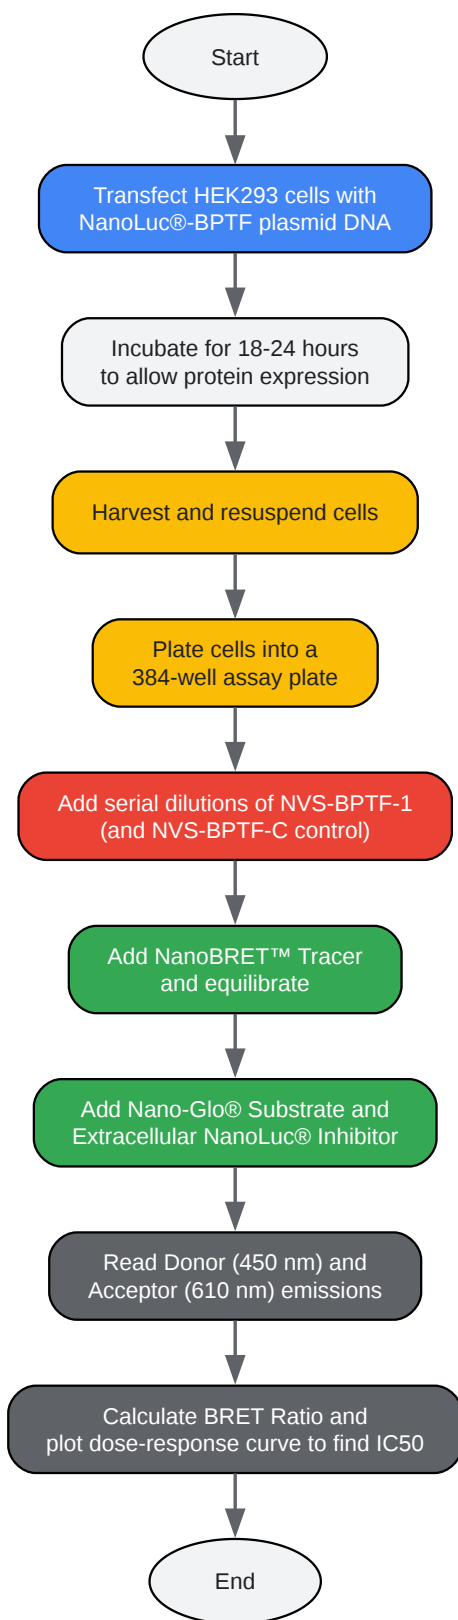 Start
Transfect HEK293 cells with
NanoLuc®-BPTF plasmid DNA
Incubate for 18-24 hours
to allow protein expression
Harvest and resuspend cells
Plate cells into a
384-well assay plate
Add serial dilutions of NVS-BPTF-1
(and NVS-BPTF-C control)
Add NanoBRET™ Tracer
and equilibrate
Add Nano-Glo® Substrate and
Extracellular NanoLuc® Inhibitor
Read Donor (450 nm) and
Acceptor (610 nm) emissions
Calculate BRET Ratio and
plot dose-response curve to find IC50
End